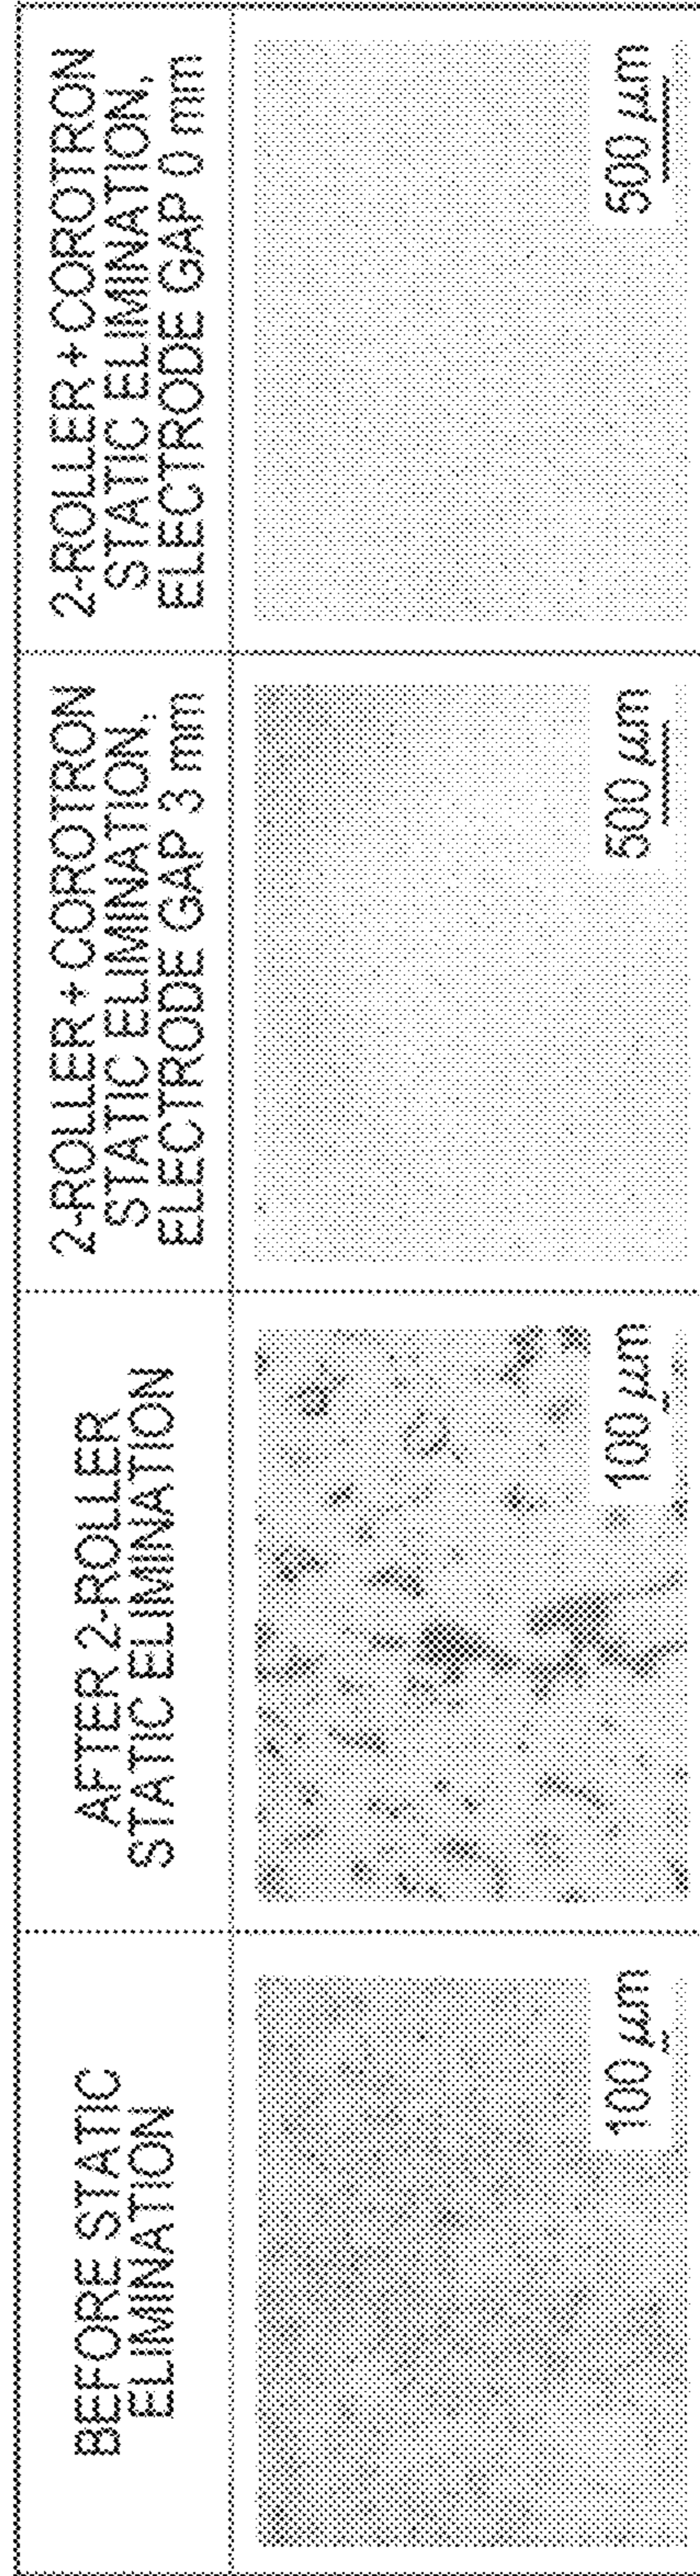 BEFORE STATIC
ELIMINATION
AFTER 2-ROLLER
STATIC ELIMINATION
2-ROLLER + COROTRON
STATIC ELIMINATION,
ELECTRODE GAP 3 mm
2-ROLLER + COROTRON
STATIC ELIMINATION,
ELECTRODE GAP 0 mm
100 μm
100 μm
500 μm
500 μm